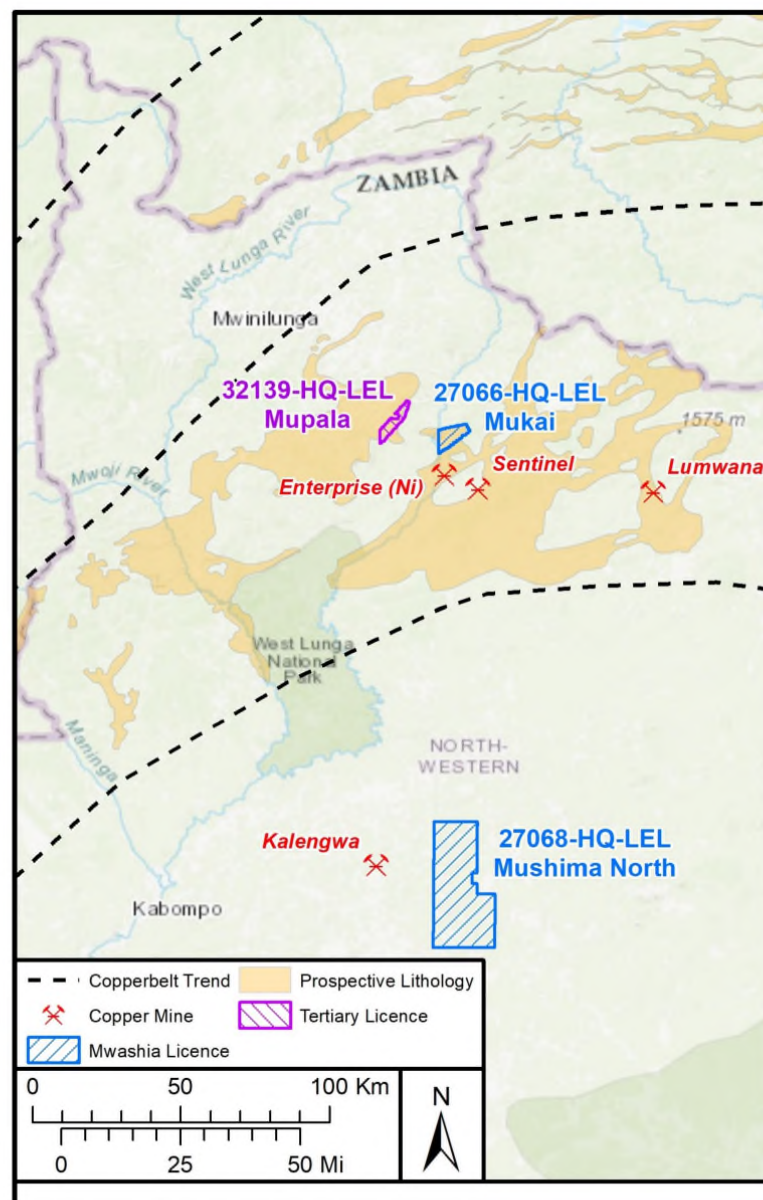 ZAMBIA
West Lunga River
Mwinilunga
32139-HQ-LEL
Mupala
27066-HQ-LEL
Mukai
1575 m
Mwoji River
Enterprise (Ni)
Sentinel
Lumwana
West Lunga
National
Park
Maninga
NORTH-
WESTERN
Kalengwa
27068-HQ-LEL
Mushima North
Kabompo
Copperbelt Trend
Prospective Lithology
Copper Mine
Tertiary Licence
Mwashia Licence
0 50 100 Km
0 25 50 Mi
N